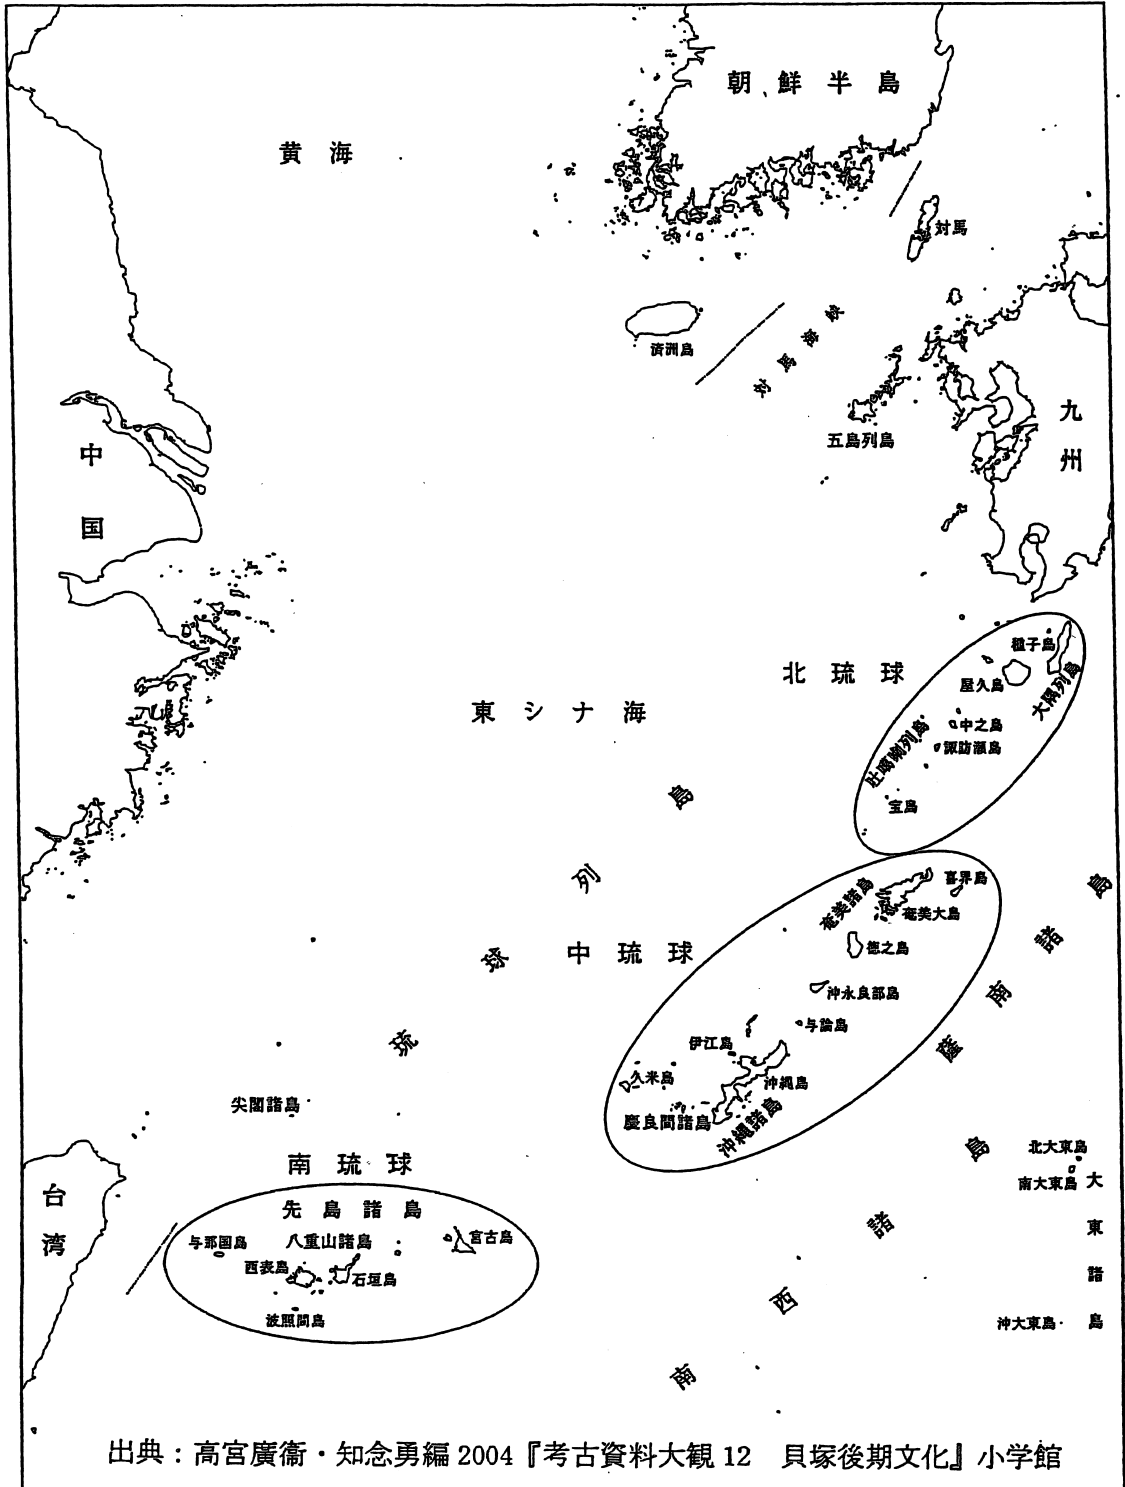 朝鮮半島
黄海
対馬
済洲島
対馬海峡
五島列島
九州
中国
北琉球
種子島
屋久島
大隅列島
中之島
諏訪瀬島
吐噶喇列島
宝島
東シナ海
琉球列島
中琉球
奄美諸島
喜界島
奄美大島
徳之島
沖永良部島
与論島
伊江島
久米島
沖縄島
慶良間諸島
沖縄諸島
薩南諸島
尖閣諸島
南琉球
先島諸島
与那国島
八重山諸島
宮古島
西表島
石垣島
波照間島
台湾
北大東島
南大東島
大東諸島
沖大東島
南西諸島
出典：高宮廣衞・知念勇編 2004『考古資料大観 12　貝塚後期文化』小学館